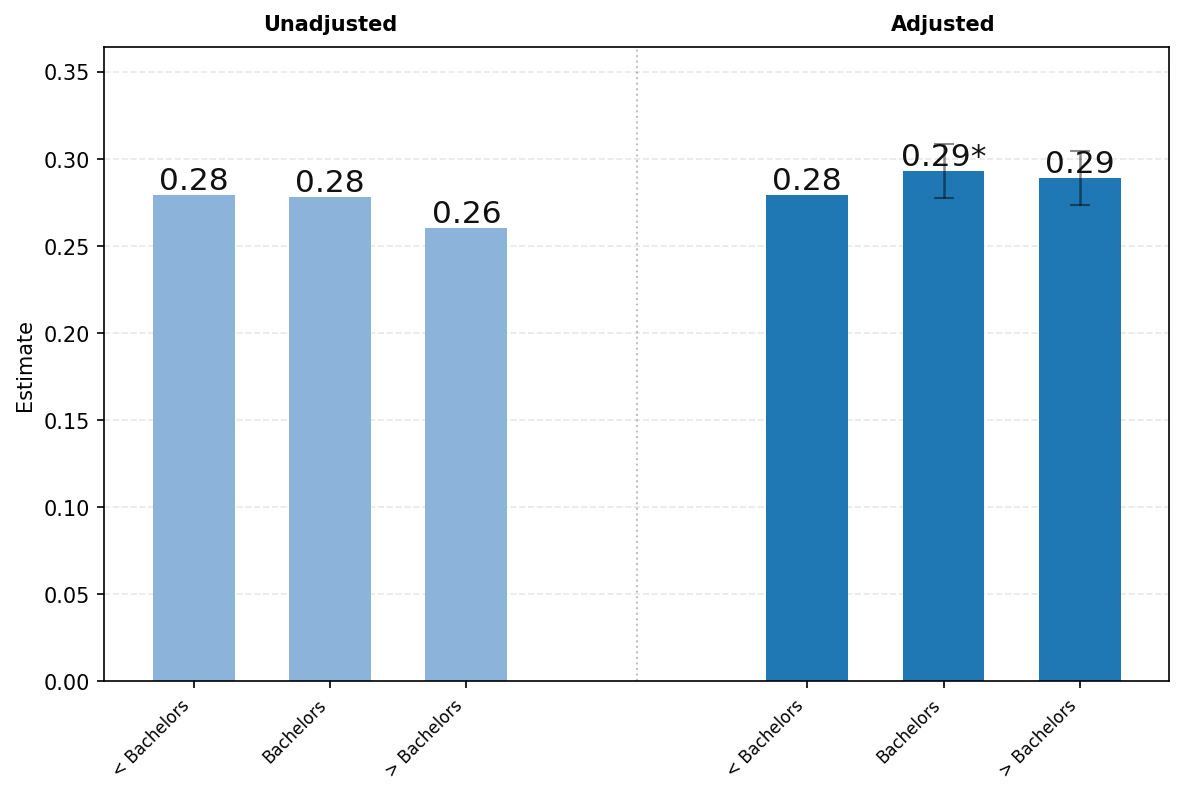 Unadjusted
Adjusted
0.35
0.30
0.25
0.20
0.15
0.10
0.05
0.00
Estimate
0.28
0.28
0.26
0.28
0.29*
0.29
< Bachelors
Bachelors
> Bachelors
< Bachelors
Bachelors
> Bachelors